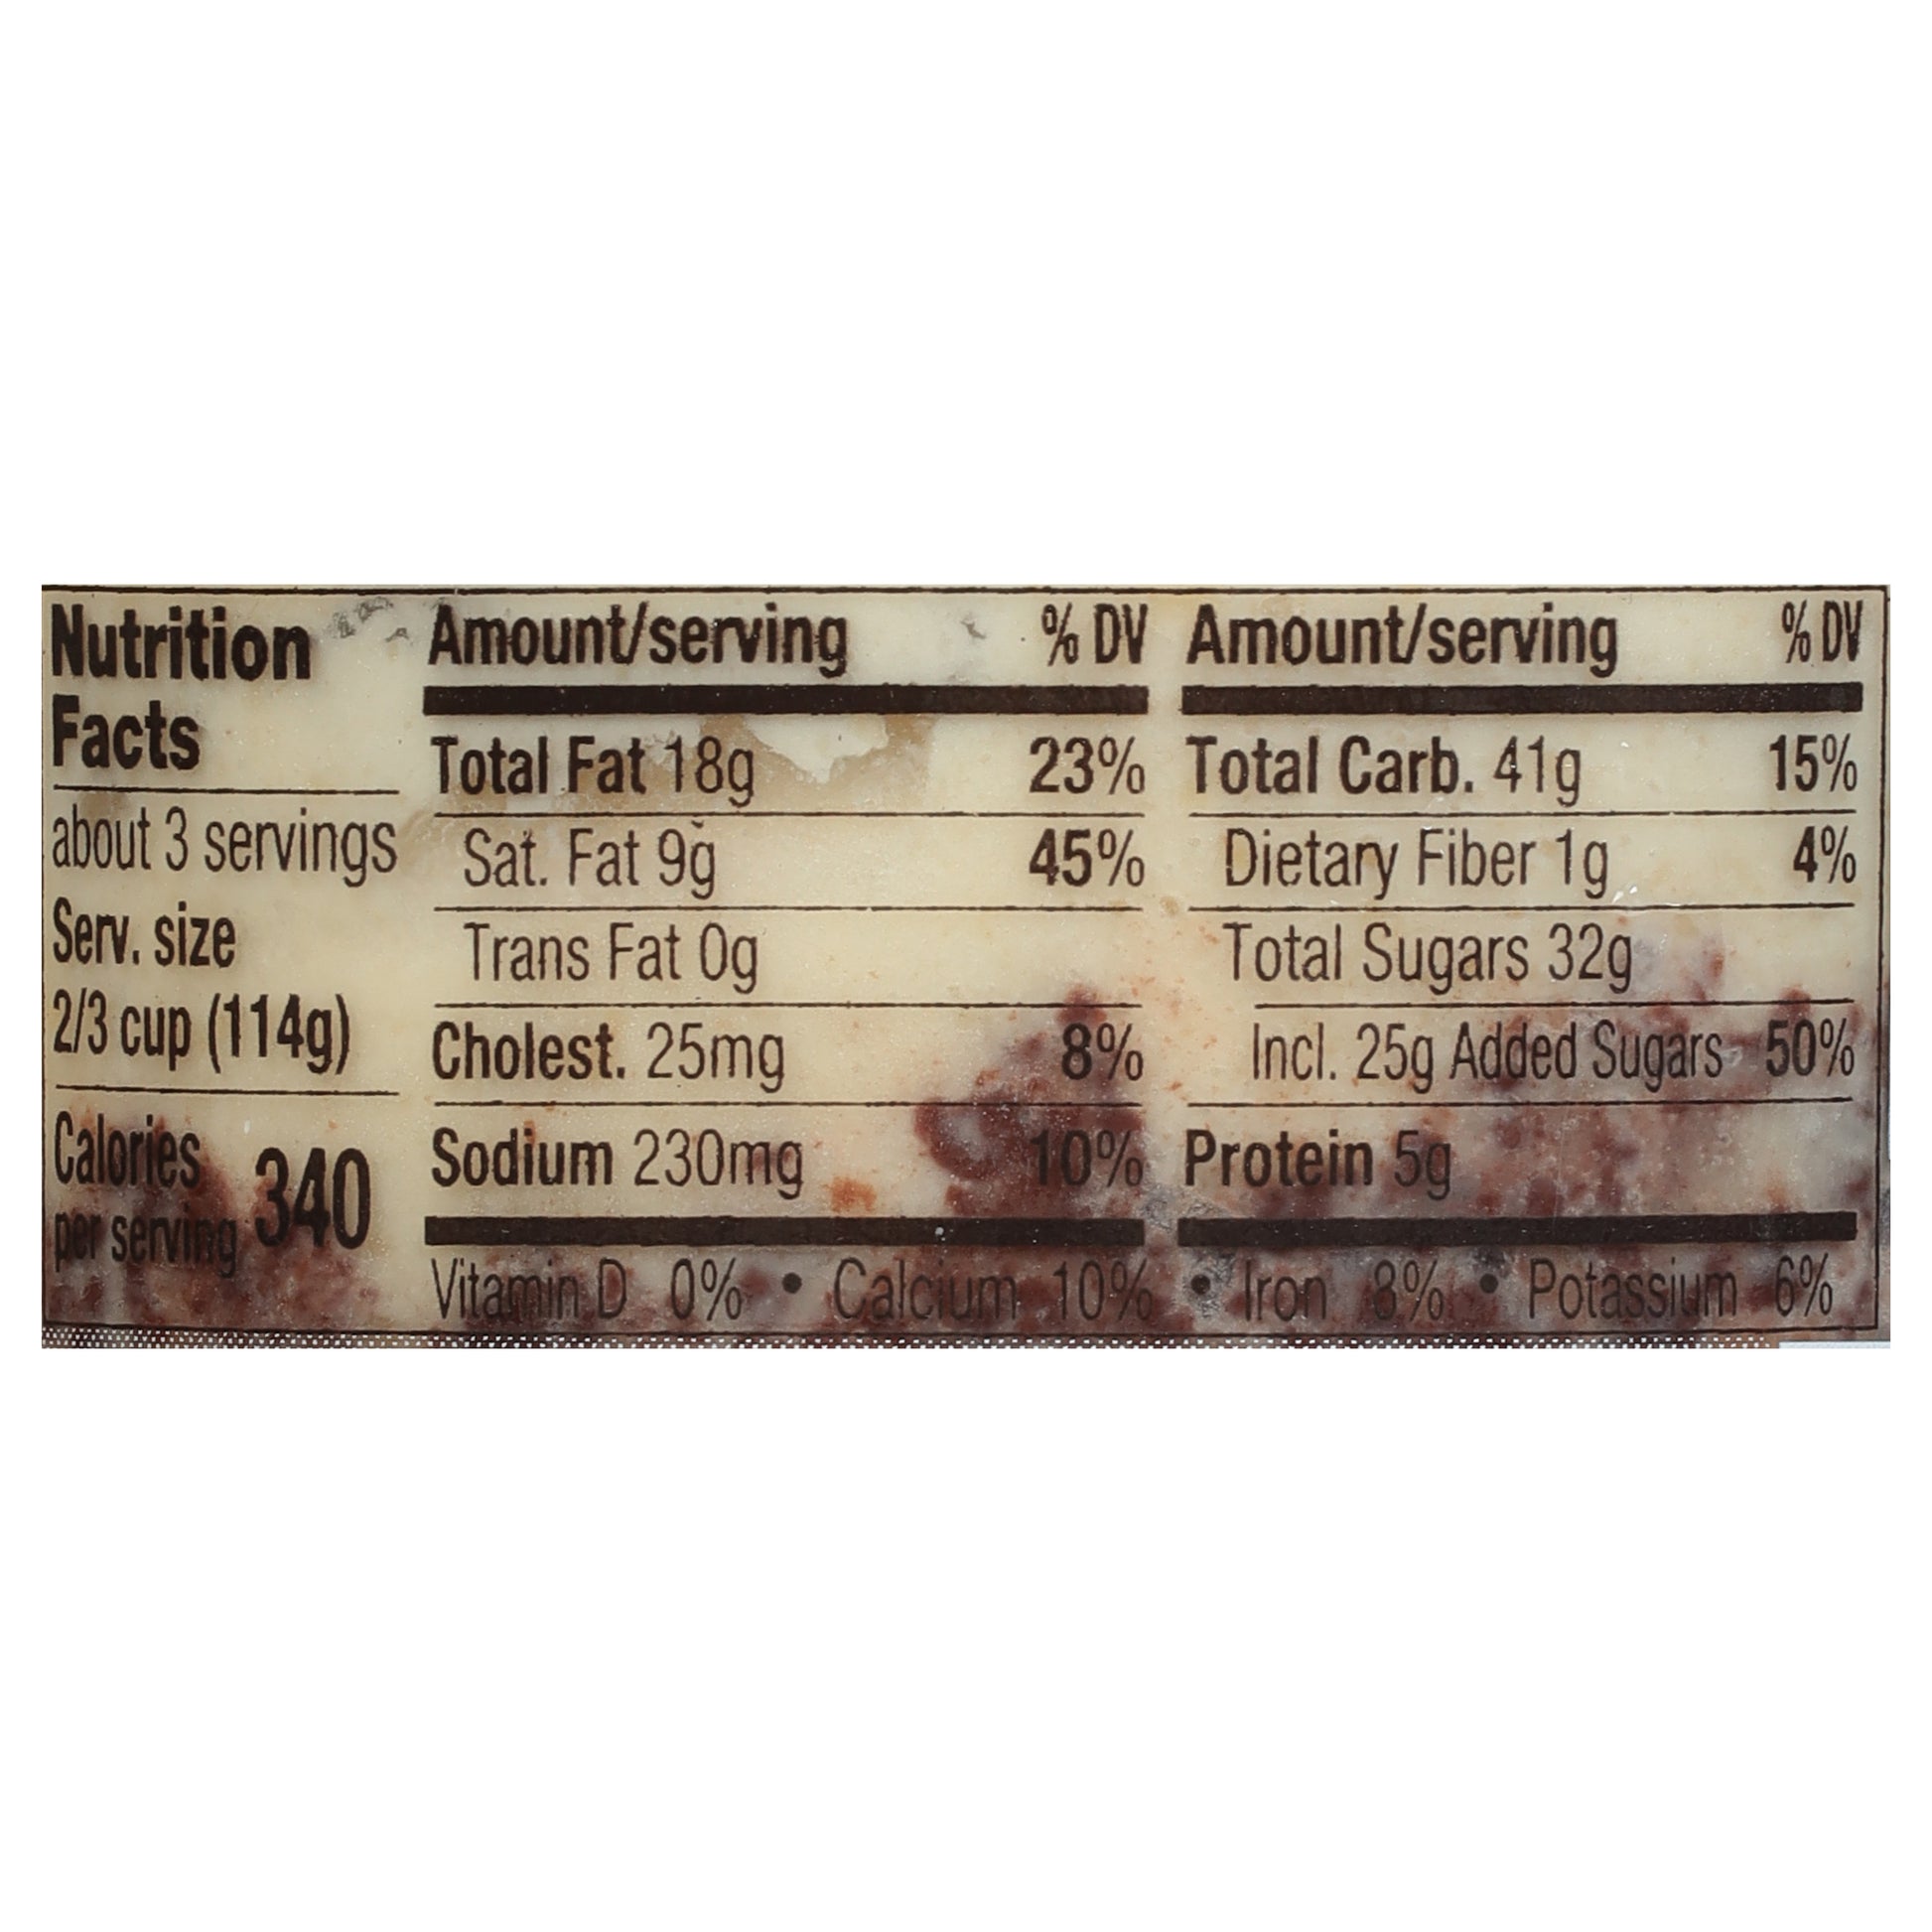 Nutrition
Facts
about 3 servings
Serv. size
2/3 cup (114g)
Calories
per serving 340
Amount/serving % DV
Total Fat 18g 23%
Sat. Fat 9g 45%
Trans Fat 0g
Cholest. 25mg 8%
Sodium 230mg 10%
Amount/serving % DV
Total Carb. 41g 15%
Dietary Fiber 1g 4%
Total Sugars 32g
Incl. 25g Added Sugars 50%
Protein 5g
Vitamin D 0% • Calcium 10% • Iron 8% • Potassium 6%